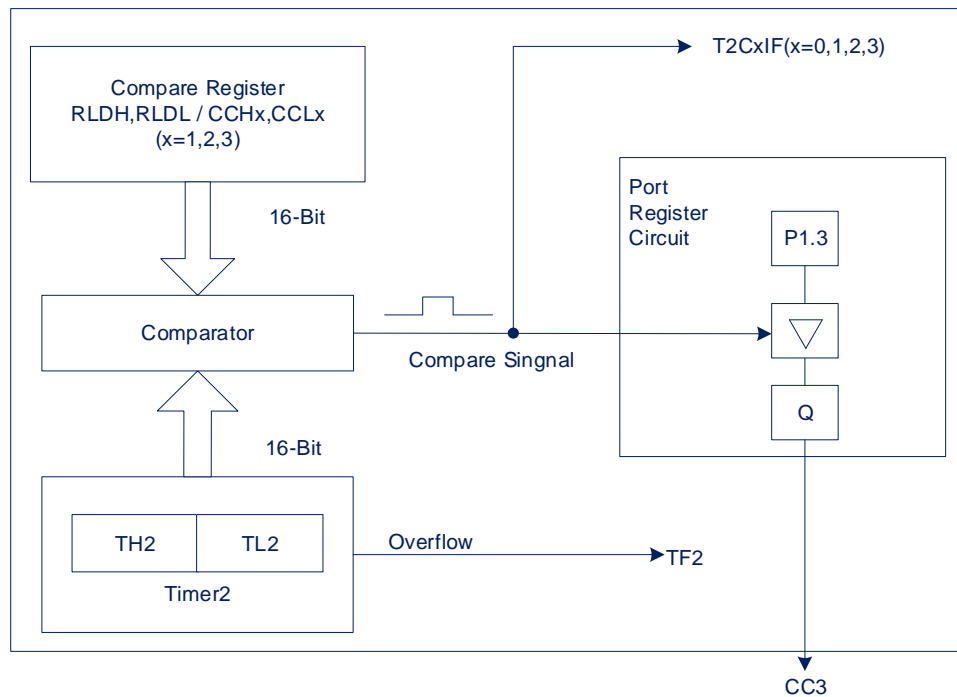 T2CxIF(x=0,1,2,3)
Compare Register
RLDH,RLDL / CCHx,CCLx
(x=1,2,3)
16-Bit
Port
Register
Circuit
P1.3
Comparator
Compare Singnal
Q
16-Bit
TH2
TL2
Timer2
Overflow
TF2
CC3